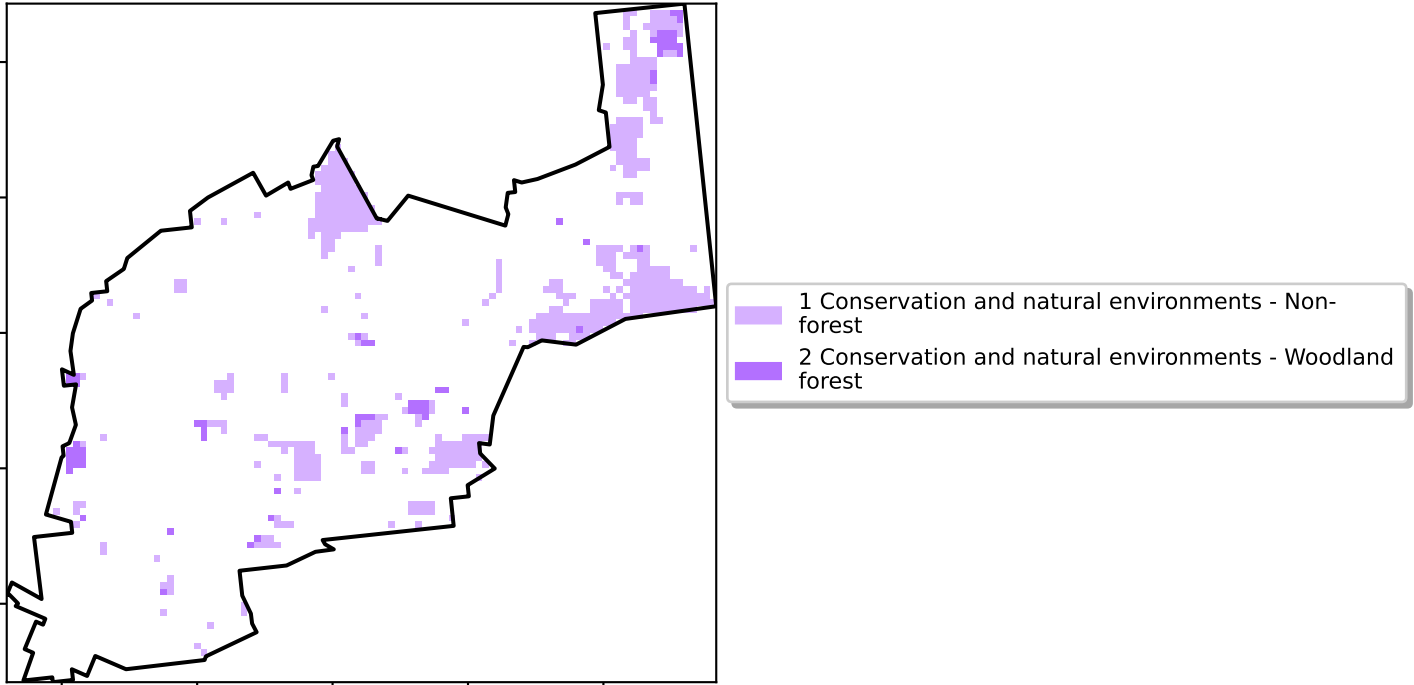 1 Conservation and natural environments - Non-
forest
2 Conservation and natural environments - Woodland
forest